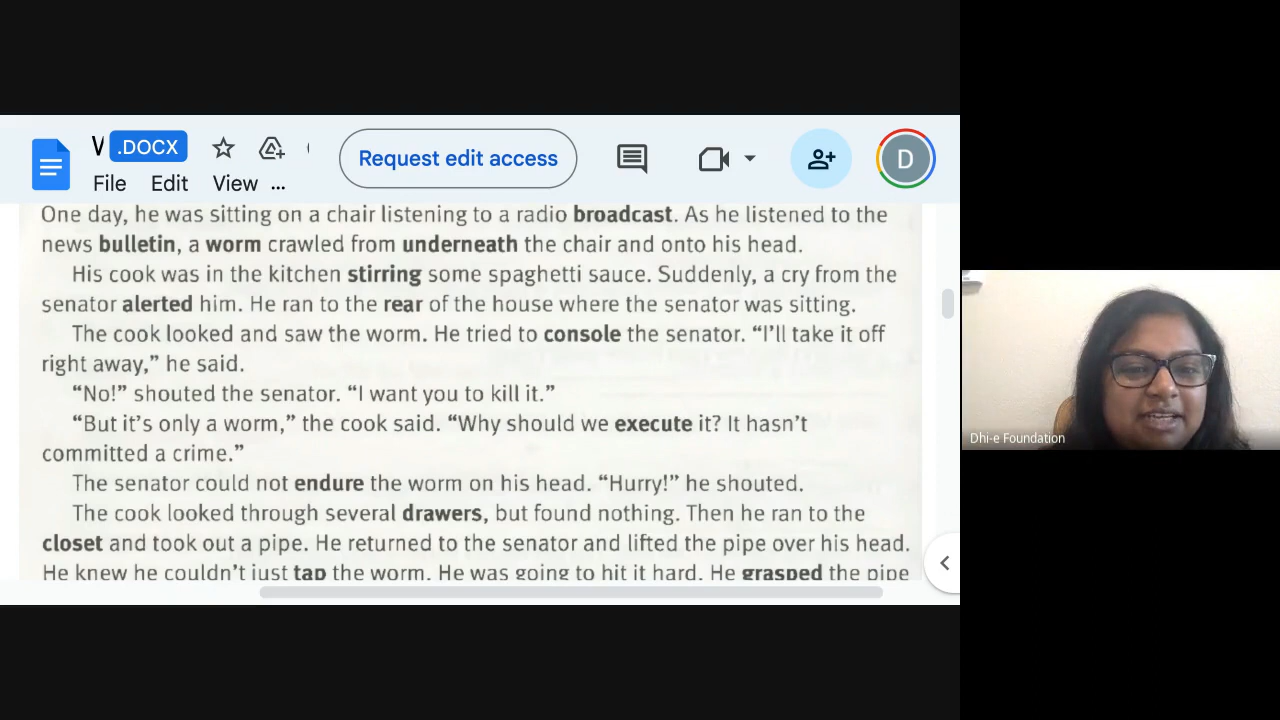 V .DOCX
File Edit View ...
Request edit access
D
One day, he was sitting on a chair listening to a radio broadcast. As he listened to the
news bulletin, a worm crawled from underneath the chair and onto his head.
His cook was in the kitchen stirring some spaghetti sauce. Suddenly, a cry from the
senator alerted him. He ran to the rear of the house where the senator was sitting.
The cook looked and saw the worm. He tried to console the senator. “I’ll take it off
right away,” he said.
“No!” shouted the senator. “I want you to kill it.”
“But it’s only a worm,” the cook said. “Why should we execute it? It hasn’t
committed a crime.”
The senator could not endure the worm on his head. “Hurry!” he shouted.
The cook looked through several drawers, but found nothing. Then he ran to the
closet and took out a pipe. He returned to the senator and lifted the pipe over his head.
He knew he couldn’t just tap the worm. He was going to hit it hard. He grasped the pipe
Dhi-e Foundation